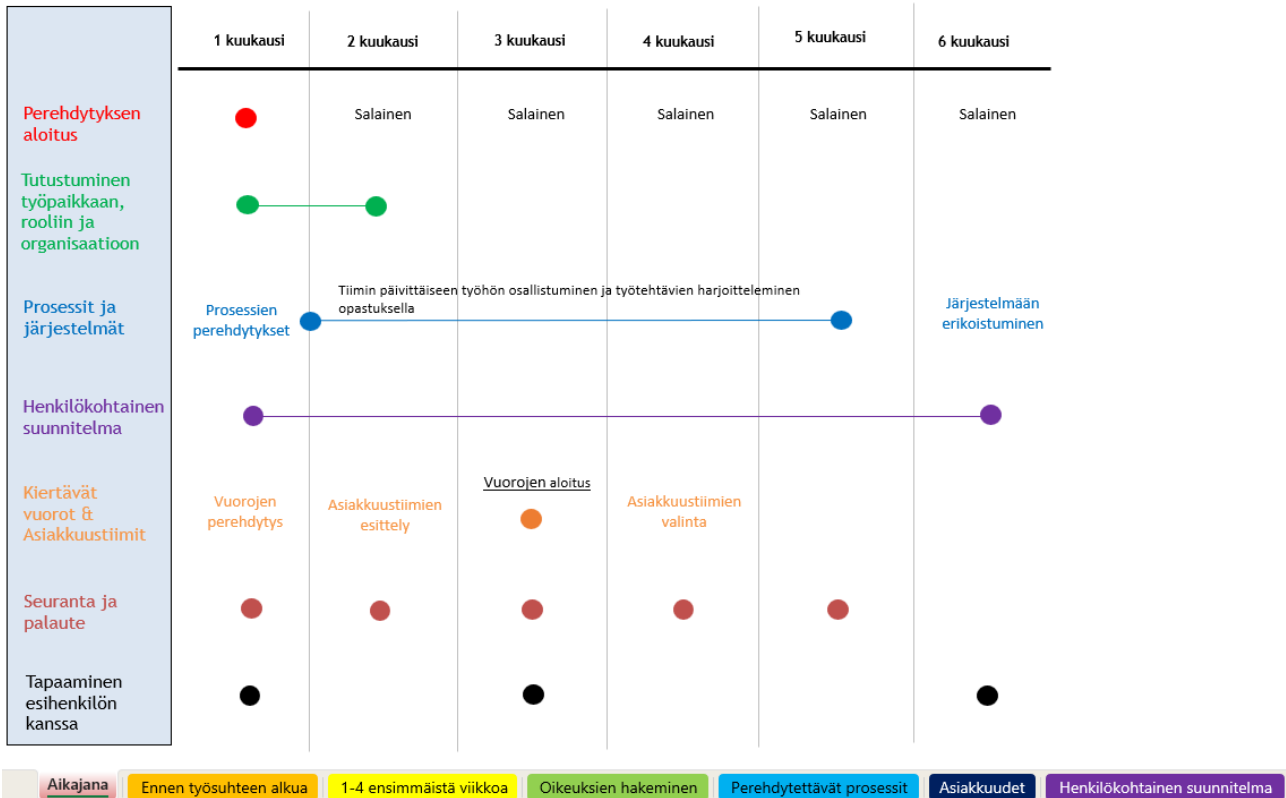 1 kuukausi 2 kuukausi 3 kuukausi 4 kuukausi 5 kuukausi 6 kuukausi
Perehdytyksen
aloitus
Salainen Salainen Salainen Salainen Salainen
Tutustuminen
työpaikkaan,
rooliin ja
organisaatioon
Prosessit ja
järjestelmät
Prosessien
perehdytykset
Tiimin päivittäiseen työhön osallistuminen ja työtehtävien harjoitteleminen
opastuksella
Järjestelmään
erikoistuminen
Henkilökohtainen
suunnitelma
Kiertävät
vuorot &
Asiakkuustiimit
Vuorojen
perehdytys
Asiakkuustiimien
esittely
Vuorojen aloitus
Asiakkuustiimien
valinta
Seuranta ja
palaute
Tapaaminen
esihenkilön
kanssa
Aikajana Ennen työsuhteen alkua 1-4 ensimmäistä viikkoa Oikeuksien hakeminen Perehdytettävät prosessit Asiakkuudet Henkilökohtainen suunnitelma